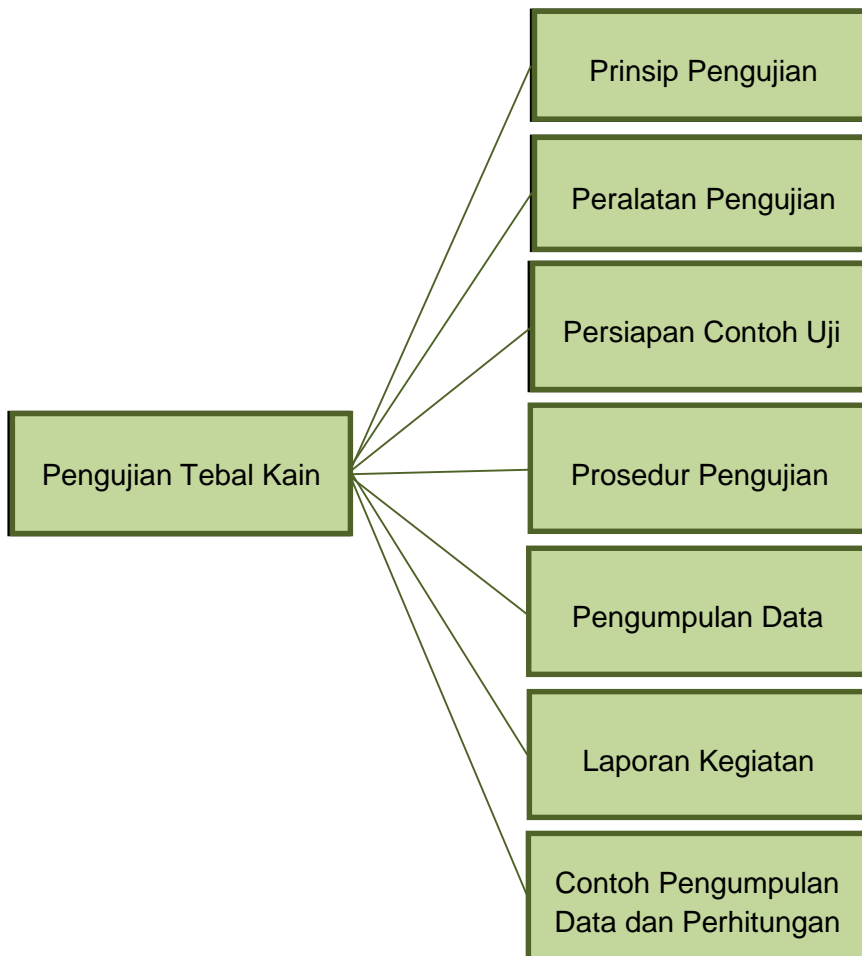 Prinsip Pengujian
Peralatan Pengujian
Persiapan Contoh Uji
Pengujian Tebal Kain
Prosedur Pengujian
Pengumpulan Data
Laporan Kegiatan
Contoh Pengumpulan
Data dan Perhitungan